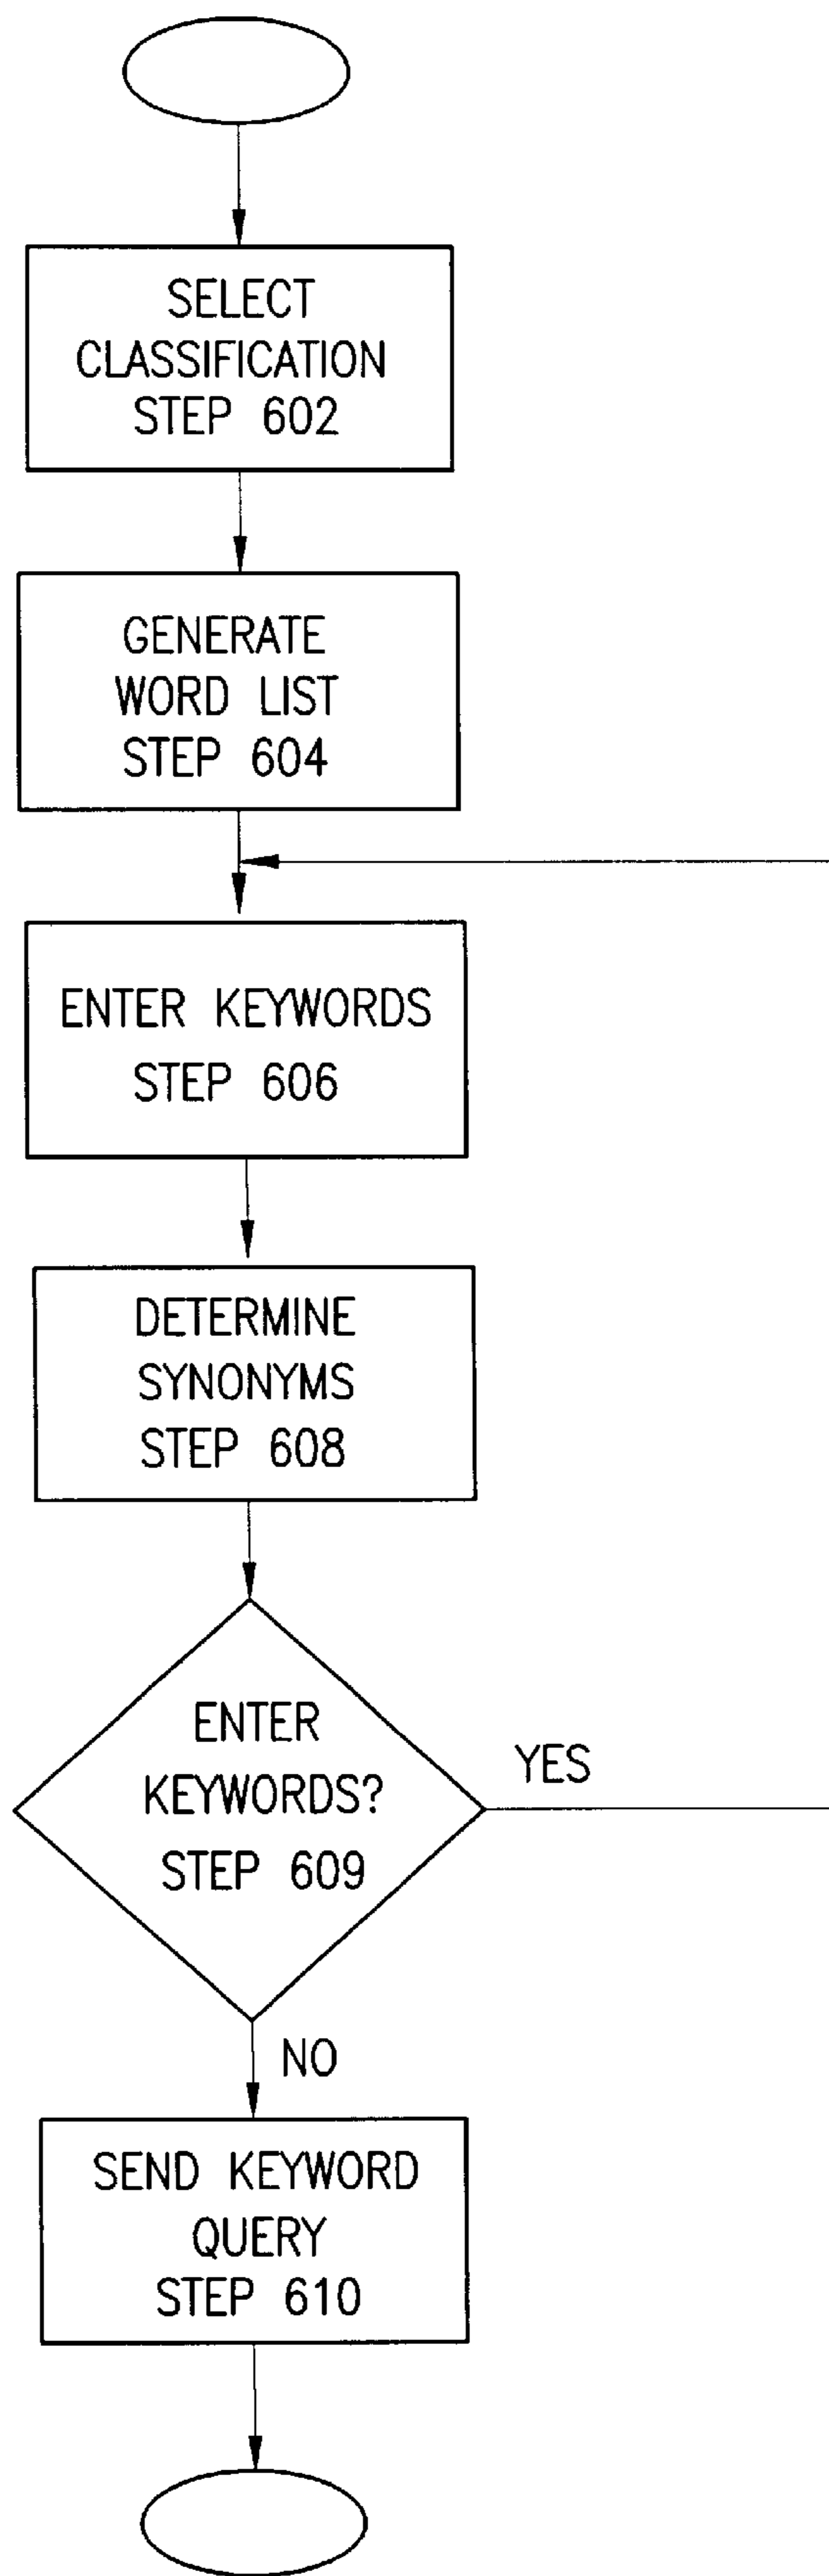 SELECT
CLASSIFICATION
STEP 602
GENERATE
WORD LIST
STEP 604
ENTER KEYWORDS
STEP 606
DETERMINE
SYNONYMS
STEP 608
ENTER
KEYWORDS?
STEP 609
YES
NO
SEND KEYWORD
QUERY
STEP 610